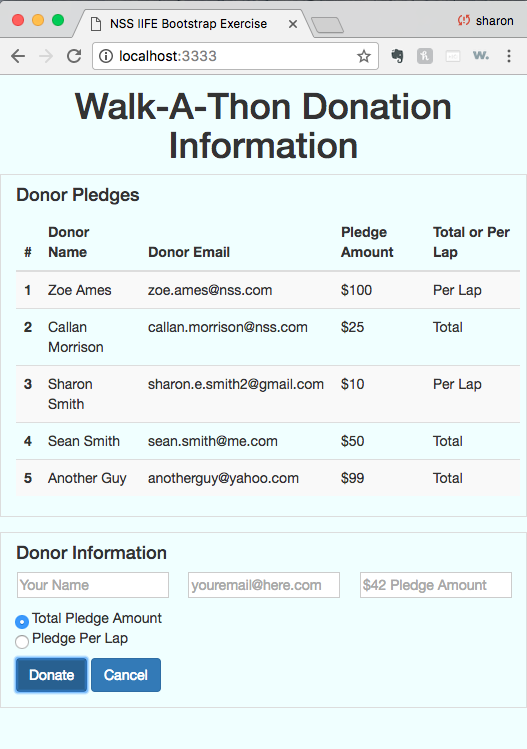 NSS IIFE Bootstrap Exercise
sharon
localhost:3333
w.
Walk-A-Thon Donation
Information
Donor Pledges
# Donor Name Donor Email Pledge Amount Total or Per Lap
1 Zoe Ames zoe.ames@nss.com $100 Per Lap
2 Callan Morrison callan.morrison@nss.com $25 Total
3 Sharon Smith sharon.e.smith2@gmail.com $10 Per Lap
4 Sean Smith sean.smith@me.com $50 Total
5 Another Guy anotherguy@yahoo.com $99 Total
Donor Information
Your Name youremail@here.com $42 Pledge Amount
Total Pledge Amount
Pledge Per Lap
Donate Cancel